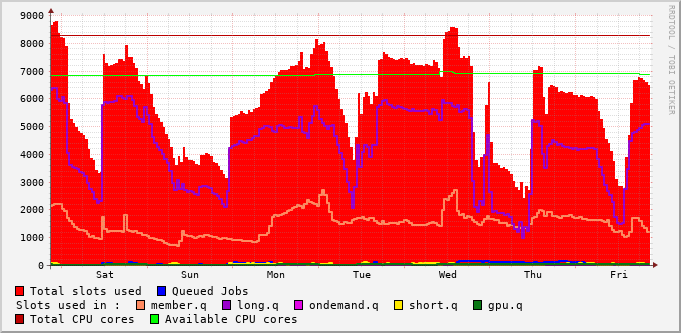 RRDTOOL / TOBI OETIKER
9000
8000
7000
6000
5000
4000
3000
2000
1000
0
Sat Sun Mon Tue Wed Thu Fri
Total slots used Queued Jobs
Slots used in : member.q long.q ondemand.q short.q gpu.q
Total CPU cores Available CPU cores